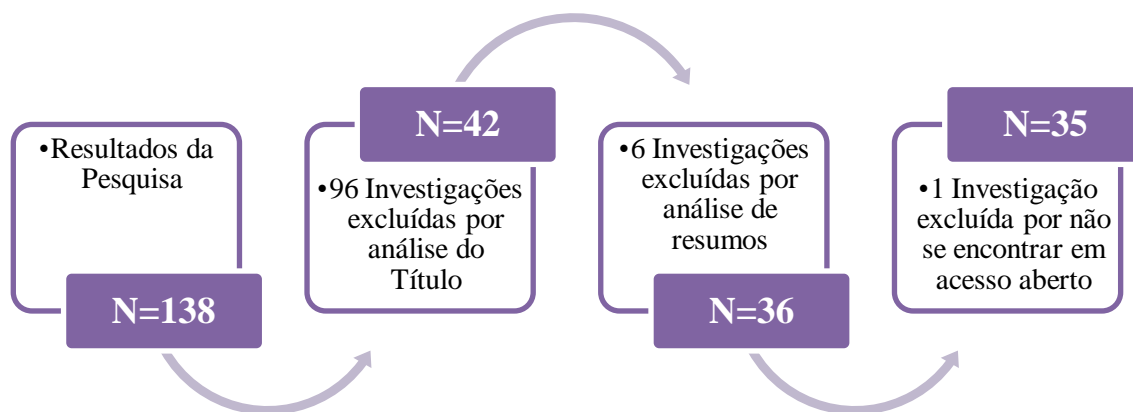 •Resultados da
Pesquisa
N=138
N=42
•96 Investigações
excluídas por
análise do
Título
•6 Investigações
excluídas por
análise de
resumos
N=36
N=35
•1 Investigação
excluída por não
se encontrar em
acesso aberto